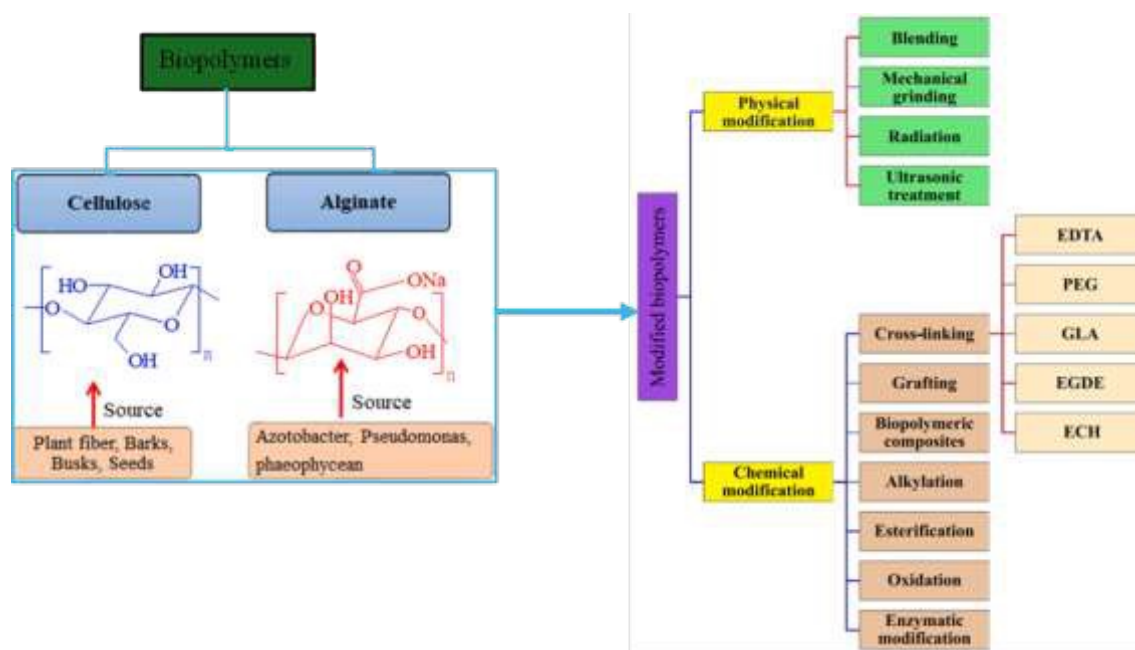 Biopolymers
Cellulose
Alginate
HO
OH
O
O
OH
n
O
ONa
OH
O
O
OH
n
Source
Source
Plant fiber, Barks,
Busks, Seeds
Azotobacter, Pseudomonas,
phaeophycean
Modified biopolymers
Physical
modification
Blending
Mechanical
grinding
Radiation
Ultrasonic
treatment
Chemical
modification
Cross-linking
Grafting
Biopolymeric
composites
Alkylation
Esterification
Oxidation
Enzymatic
modification
EDTA
PEG
GLA
EGDE
ECH